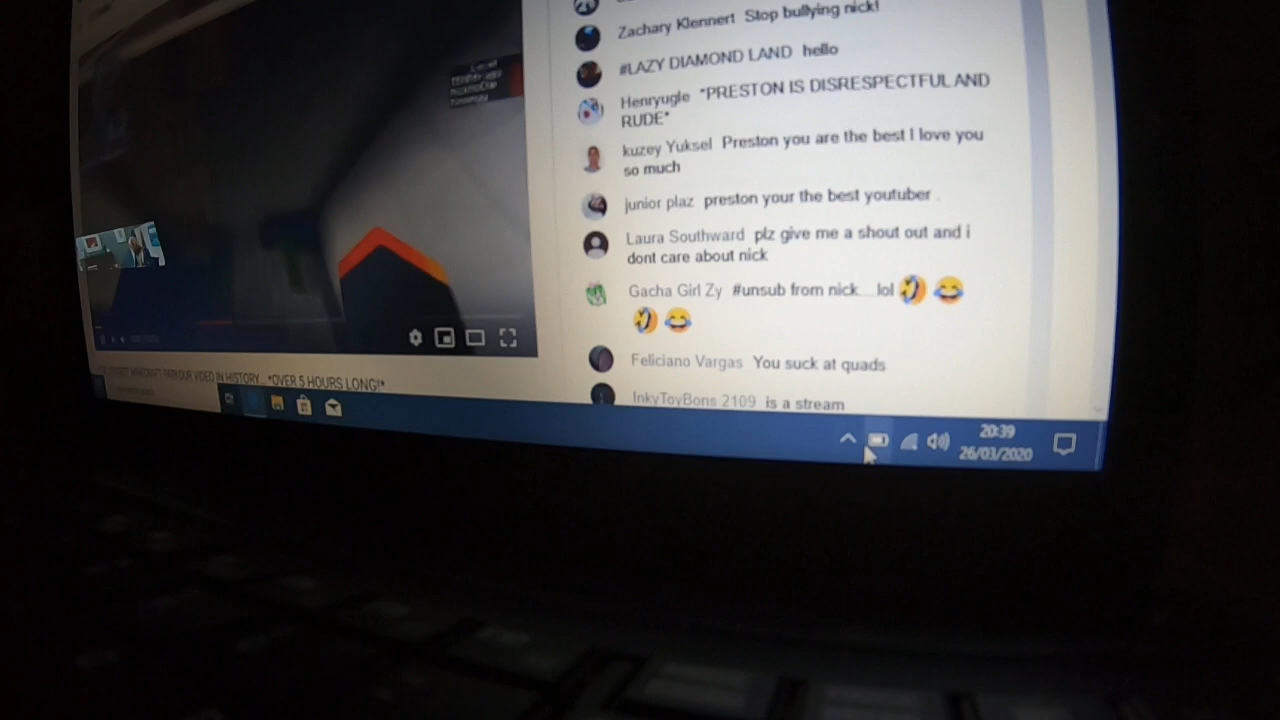 Zachary Klennert Stop bullying nick!
#LAZY DIAMOND LAND hello
Henryugle *PRESTON IS DISRESPECTFUL AND
RUDE*
kuzey Yuksel Preston you are the best I love you
so much
junior plaz preston your the best youtuber .
Laura Southward plz give me a shout out and i
dont care about nick
Gacha Girl Zy #unsub from nick lol 🤣 😂
🤣 😂
Feliciano Vargas You suck at quads
InkyToyBons 2109 is a stream
MINECRAFT PARKOUR VIDEO IN HISTORY *OVER 5 HOURS LONG!*
20:39
26/03/2020